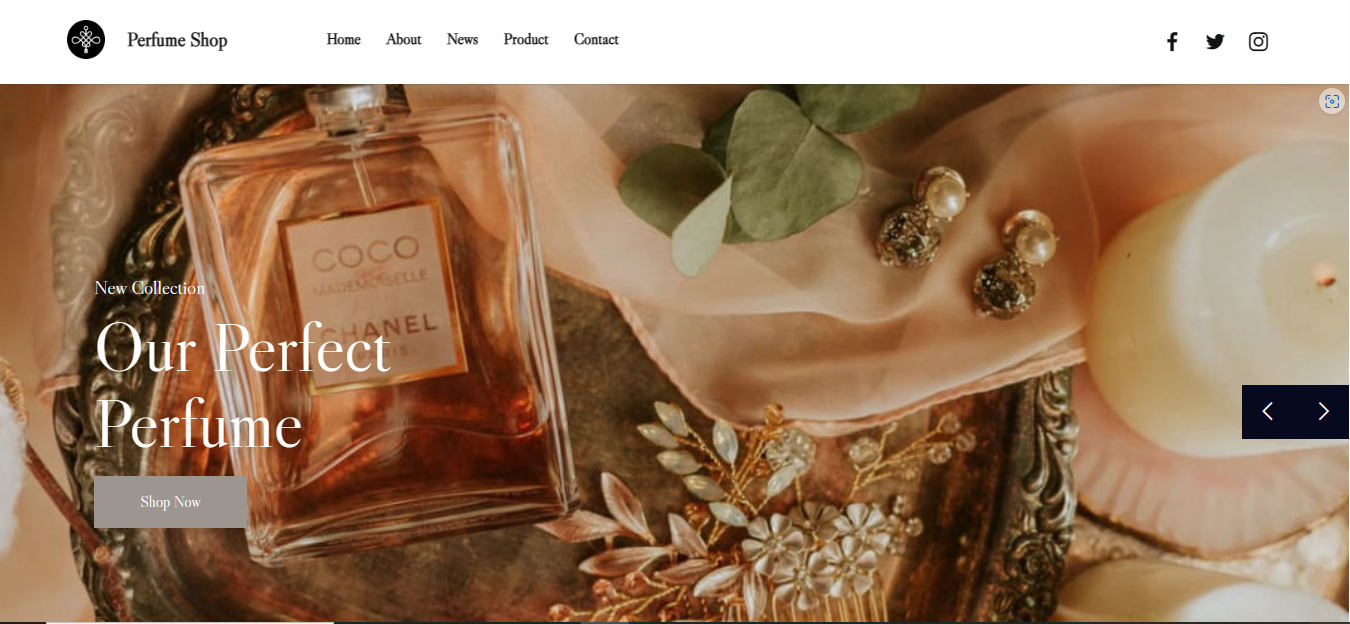 Perfume Shop
Home
About
News
Product
Contact
COCO
MADEMOISELLE
New Collection
CHANEL
Our Perfect
Perfume
Shop Now